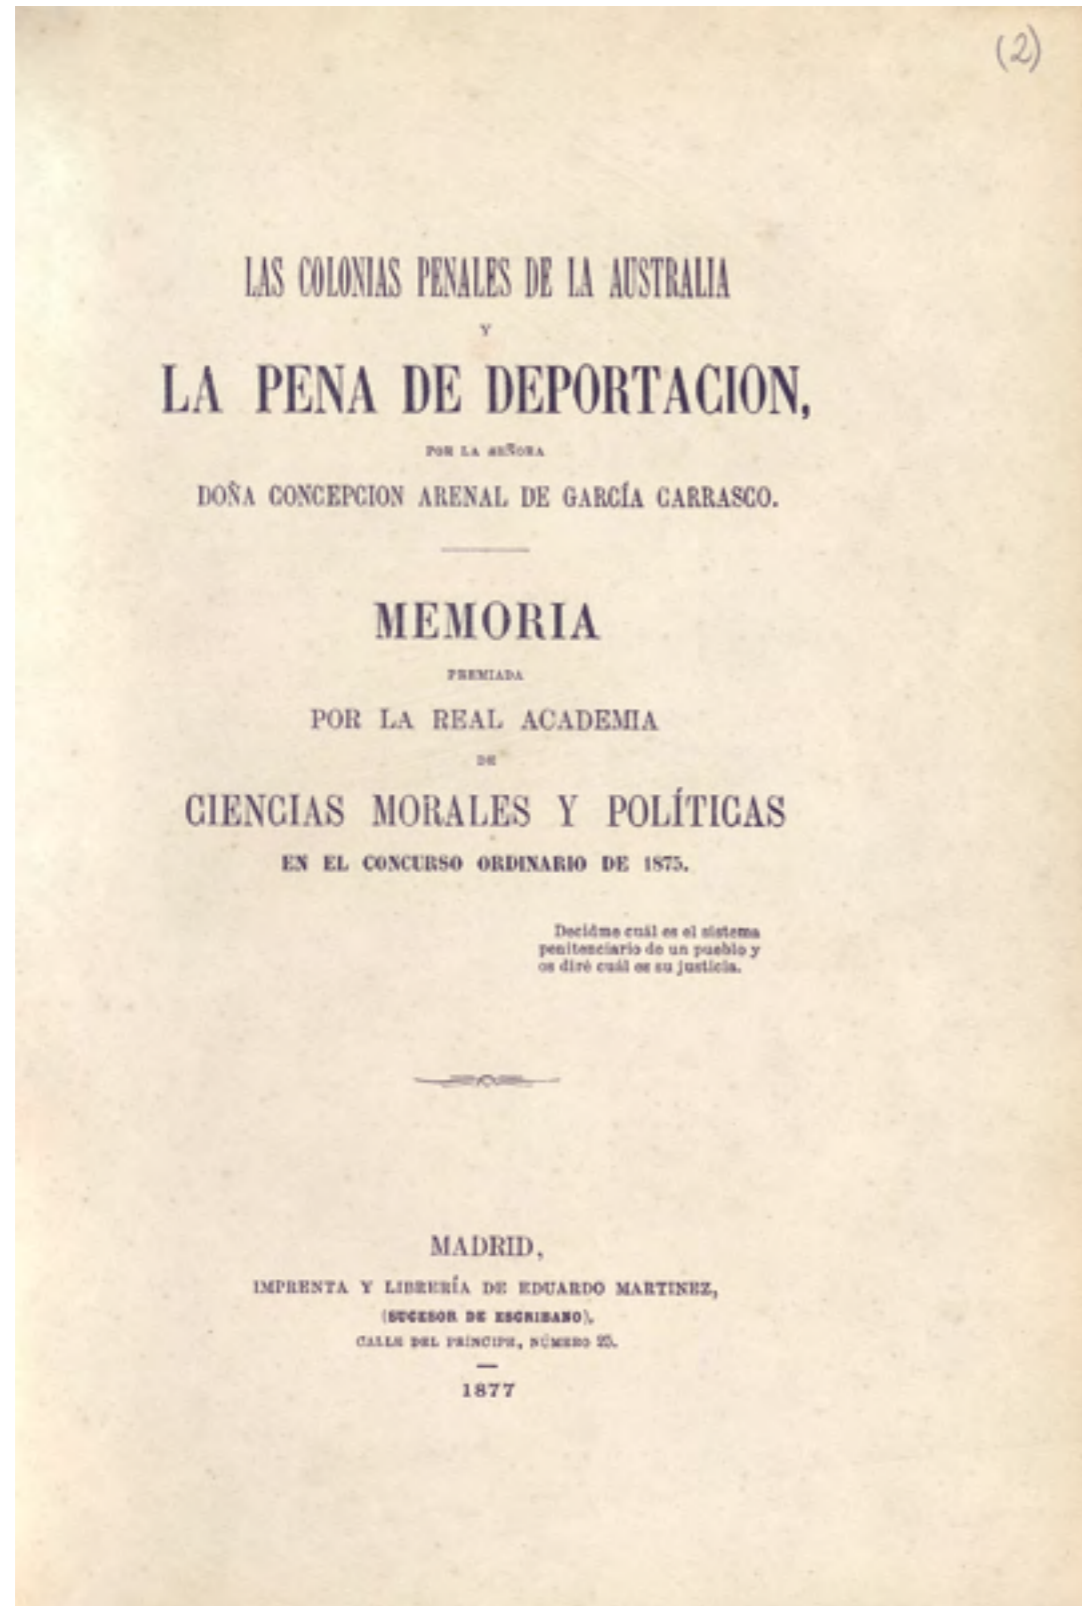 (2)
LAS COLONIAS PENALES DE LA AUSTRALIA
Y
LA PENA DE DEPORTACION,
POR LA SEÑORA
DOÑA CONCEPCION ARENAL DE GARCÍA CARRASCO.
MEMORIA
PREMIADA
POR LA REAL ACADEMIA
DE
CIENCIAS MORALES Y POLÍTICAS
EN EL CONCURSO ORDINARIO DE 1875.
Decidme cuál es el sistema
penitenciario de un pueblo y
os diré cuál es su justicia.
MADRID,
IMPRENTA Y LIBRERÍA DE EDUARDO MARTINEZ,
(SUCESOR DE ESCRIBANO),
CALLE DEL PRÍNCIPE, NÚMERO 25.
1877